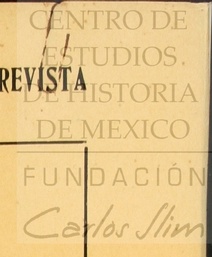 CENTRO DE
ESTUDIOS
REVISTA
DE HISTORIA
DE MEXICO
FUNDACIÓN
Carlos Slim